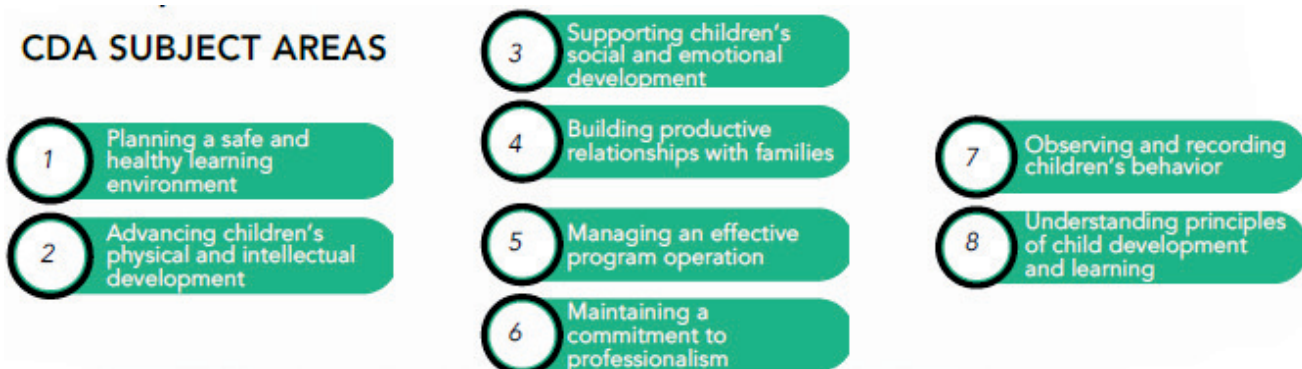 CDA SUBJECT AREAS
1
Planning a safe and
healthy learning
environment
2
Advancing children's
physical and intellectual
development
3
Supporting children's
social and emotional
development
4
Building productive
relationships with families
5
Managing an effective
program operation
6
Maintaining a
commitment to
professionalism
7
Observing and recording
children's behavior
8
Understanding principles
of child development
and learning